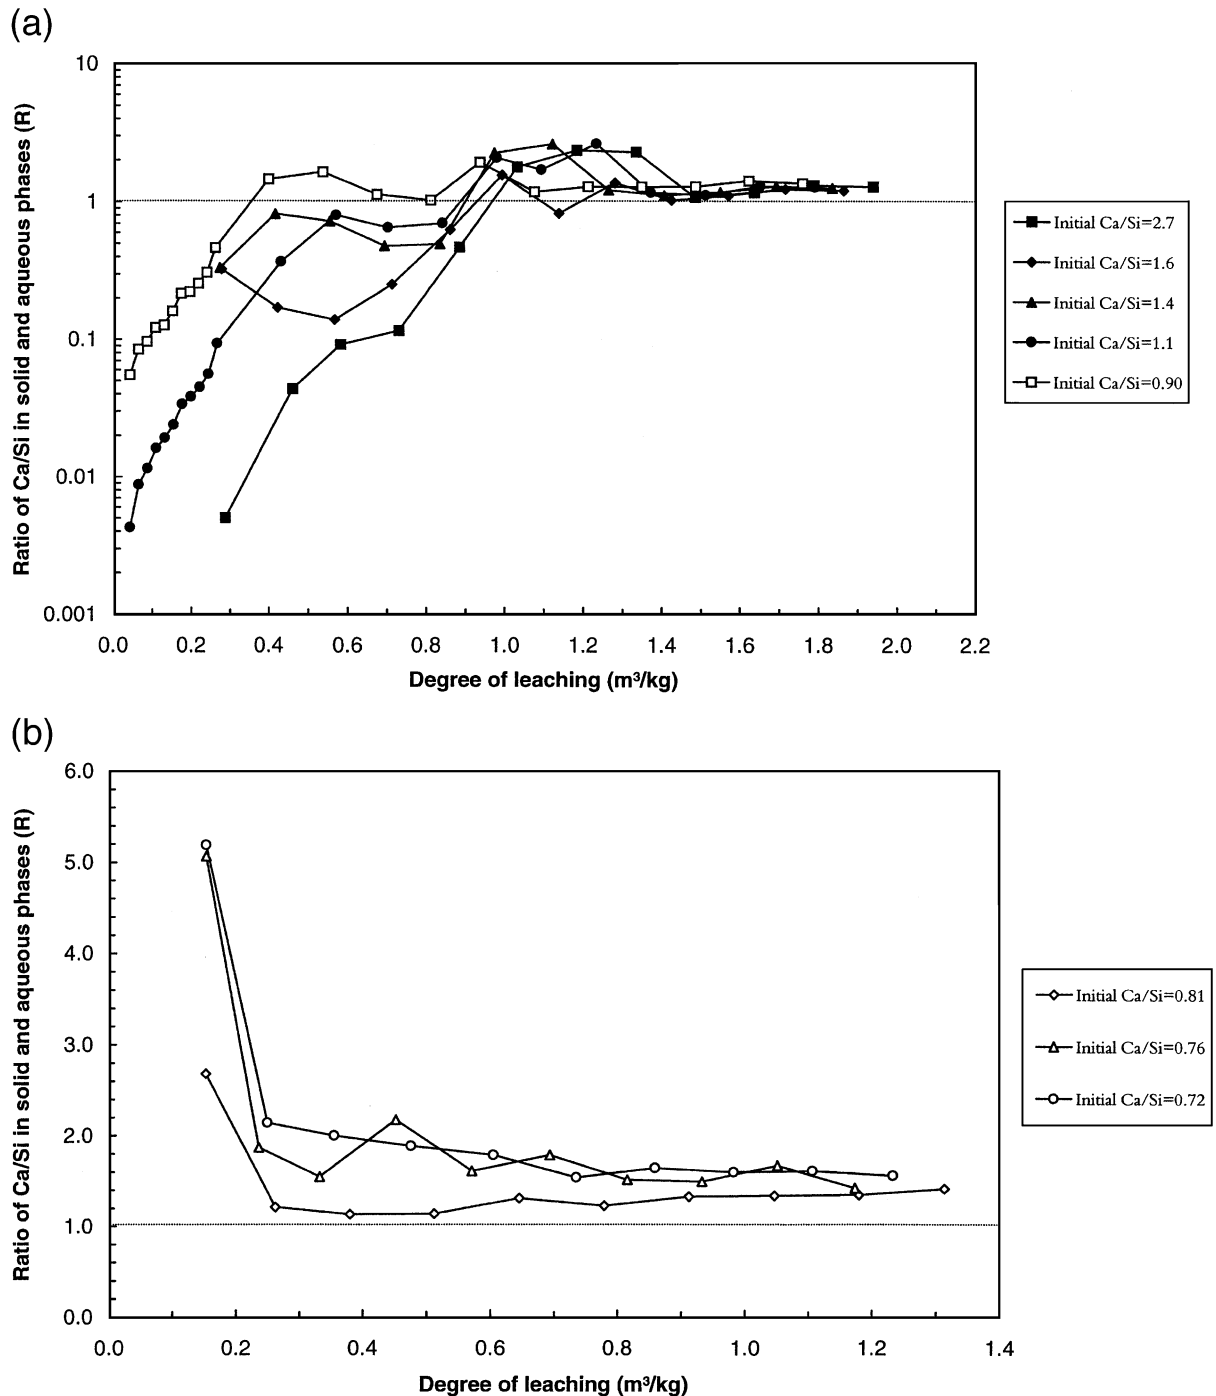 (a)
Ratio of Ca/Si in solid and aqueous phases (R)
10
1
0.1
0.01
0.001
0.0 0.2 0.4 0.6 0.8 1.0 1.2 1.4 1.6 1.8 2.0 2.2
Degree of leaching (m³/kg)
Initial Ca/Si=2.7
Initial Ca/Si=1.6
Initial Ca/Si=1.4
Initial Ca/Si=1.1
Initial Ca/Si=0.90
(b)
Ratio of Ca/Si in solid and aqueous phases (R)
6.0
5.0
4.0
3.0
2.0
1.0
0.0
0.0 0.2 0.4 0.6 0.8 1.0 1.2 1.4
Degree of leaching (m³/kg)
Initial Ca/Si=0.81
Initial Ca/Si=0.76
Initial Ca/Si=0.72